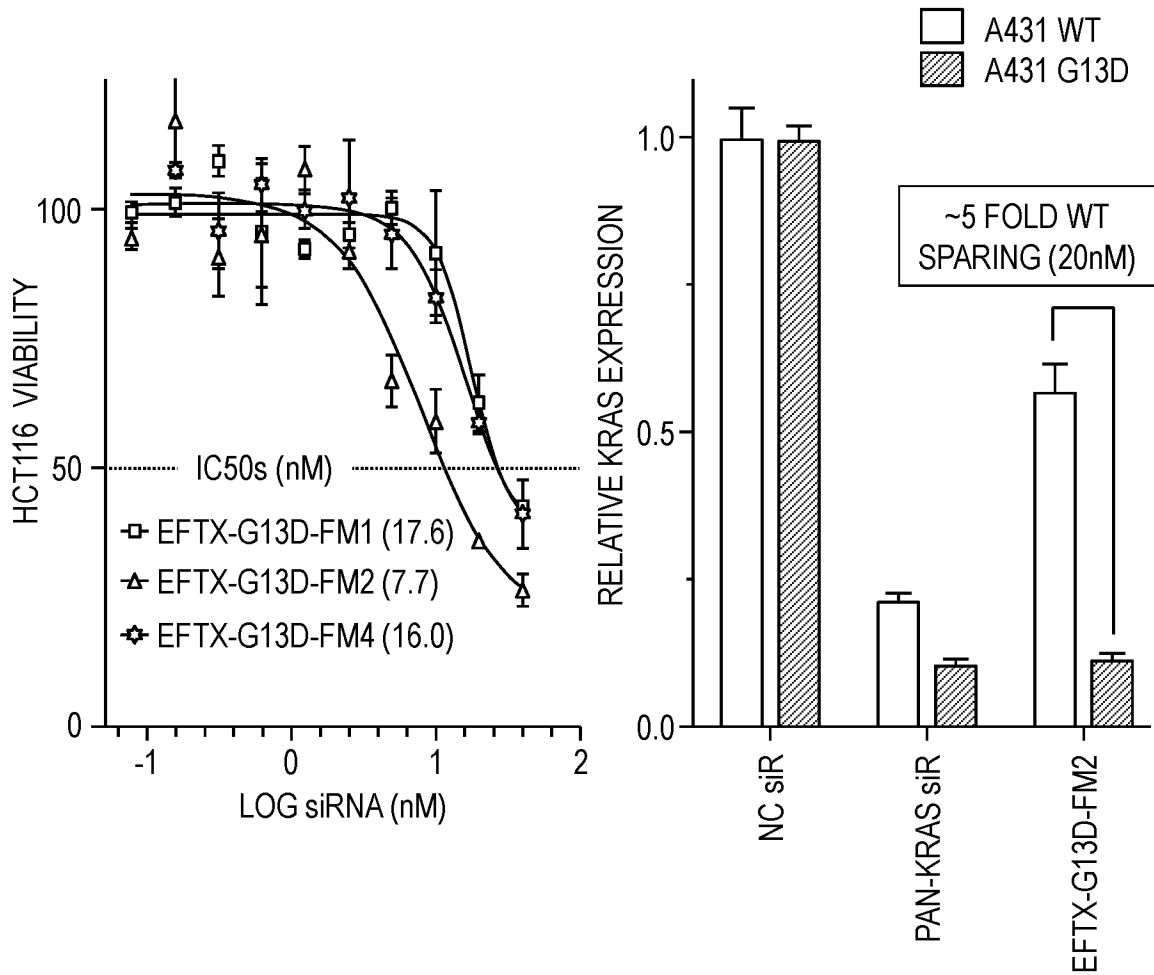 HCT116 VIABILITY
100
50
0
IC50s (nM)
EFTX-G13D-FM1 (17.6)
EFTX-G13D-FM2 (7.7)
EFTX-G13D-FM4 (16.0)
-1
0
1
2
LOG siRNA (nM)
A431 WT
A431 G13D
RELATIVE KRAS EXPRESSION
1.0
0.5
0.0
~5 FOLD WT
SPARING (20nM)
NC siR
PAN-KRAS siR
EFTX-G13D-FM2